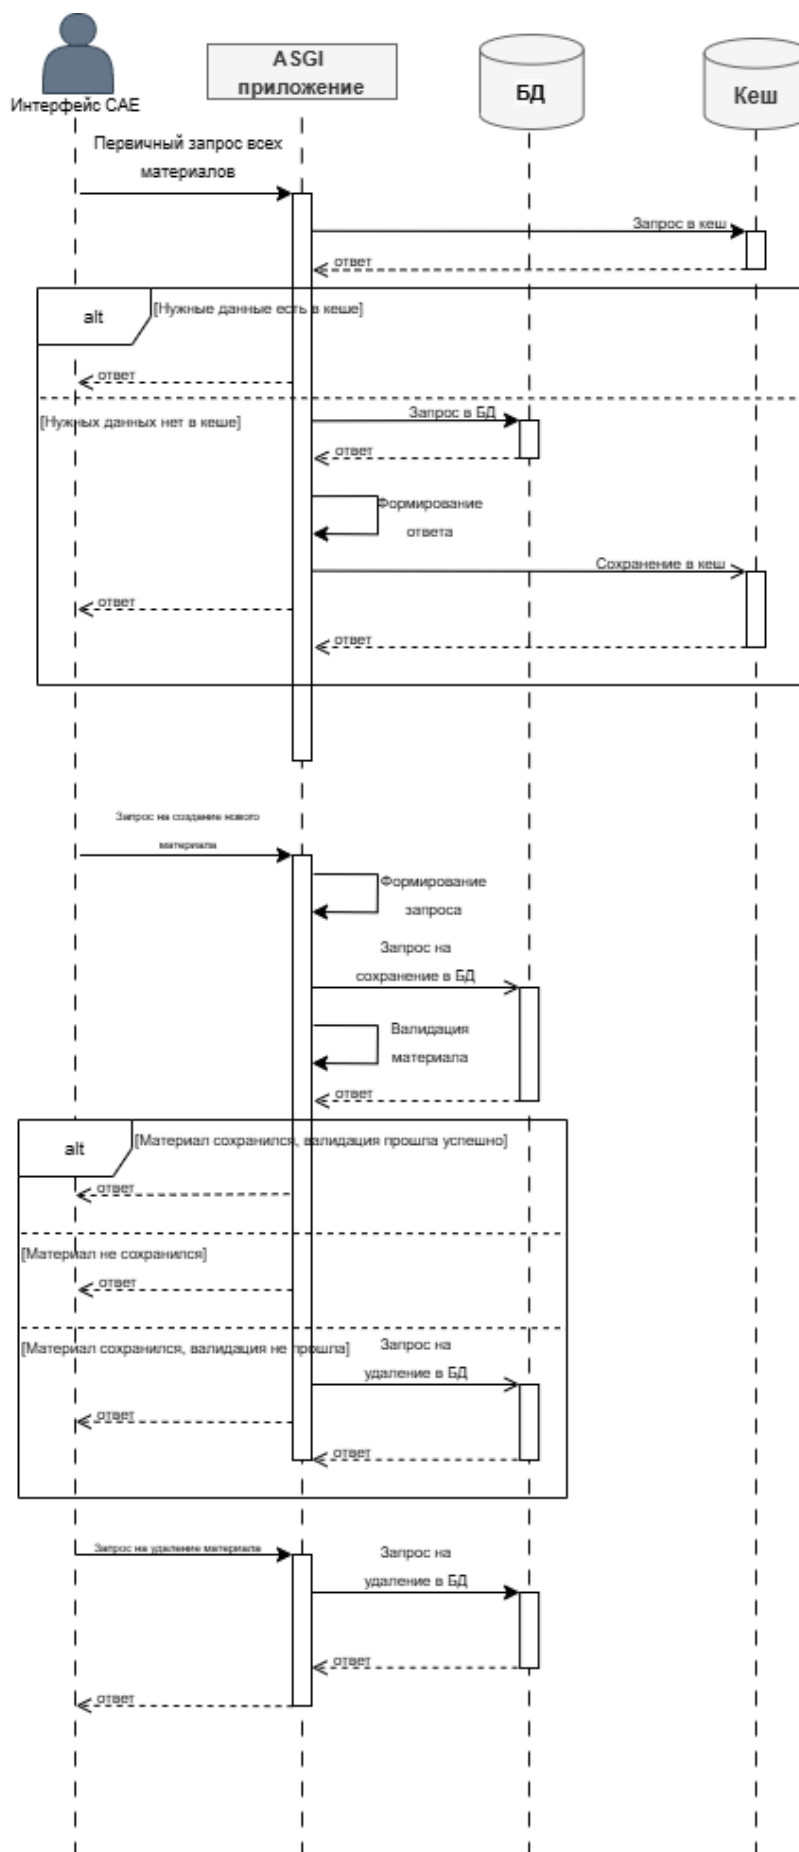 Интерфейс CAE
ASGI
приложение
БД
Кеш
Первичный запрос всех
материалов
Запрос в кеш
ответ
alt
[Нужные данные есть в кеше]
ответ
[Нужных данных нет в кеше]
Запрос в БД
ответ
Формирование
ответа
Сохранение в кеш
ответ
ответ
Запрос на создание нового
материала
Формирование
запроса
Запрос на
сохранение в БД
Валидация
материала
ответ
alt
[Материал сохранился, валидация прошла успешно]
ответ
[Материал не сохранился]
ответ
[Материал сохранился, валидация не прошла]
Запрос на
удаление в БД
ответ
ответ
Запрос на удаление материала
Запрос на
удаление в БД
ответ
ответ